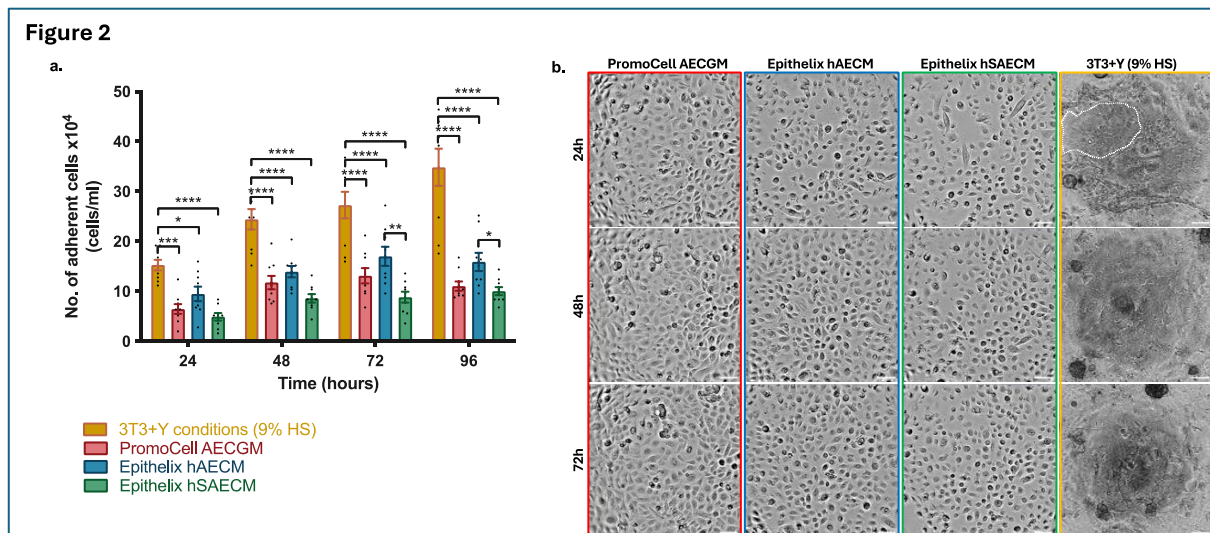 Figure 2
a.
No. of adherent cells x10⁴
(cells/ml)
50
40
30
20
10
0
****
*
***
****
****
****
****
****
****
**
****
****
****
*
24
48
72
96
Time (hours)
3T3+Y conditions (9% HS)
PromoCell AECGM
Epithelix hAECM
Epithelix hSAECM
b.
PromoCell AECGM
Epithelix hAECM
Epithelix hSAECM
3T3+Y (9% HS)
24h
48h
72h